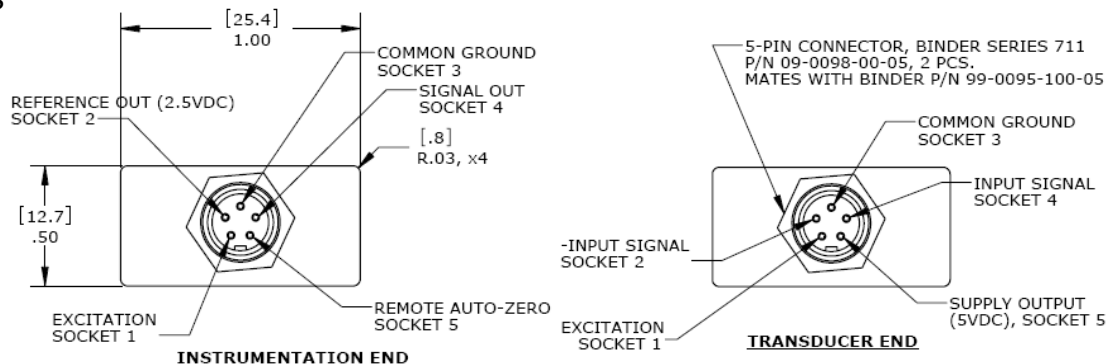 [25.4]
1.00
COMMON GROUND
SOCKET 3
REFERENCE OUT (2.5VDC)
SOCKET 2
SIGNAL OUT
SOCKET 4
[.8]
R.03, x4
[12.7]
.50
EXCITATION
SOCKET 1
REMOTE AUTO-ZERO
SOCKET 5
INSTRUMENTATION END
5-PIN CONNECTOR, BINDER SERIES 711
P/N 09-0098-00-05, 2 PCS.
MATES WITH BINDER P/N 99-0095-100-05
COMMON GROUND
SOCKET 3
INPUT SIGNAL
SOCKET 4
-INPUT SIGNAL
SOCKET 2
SUPPLY OUTPUT
(5VDC), SOCKET 5
EXCITATION
SOCKET 1
TRANSDUCER END